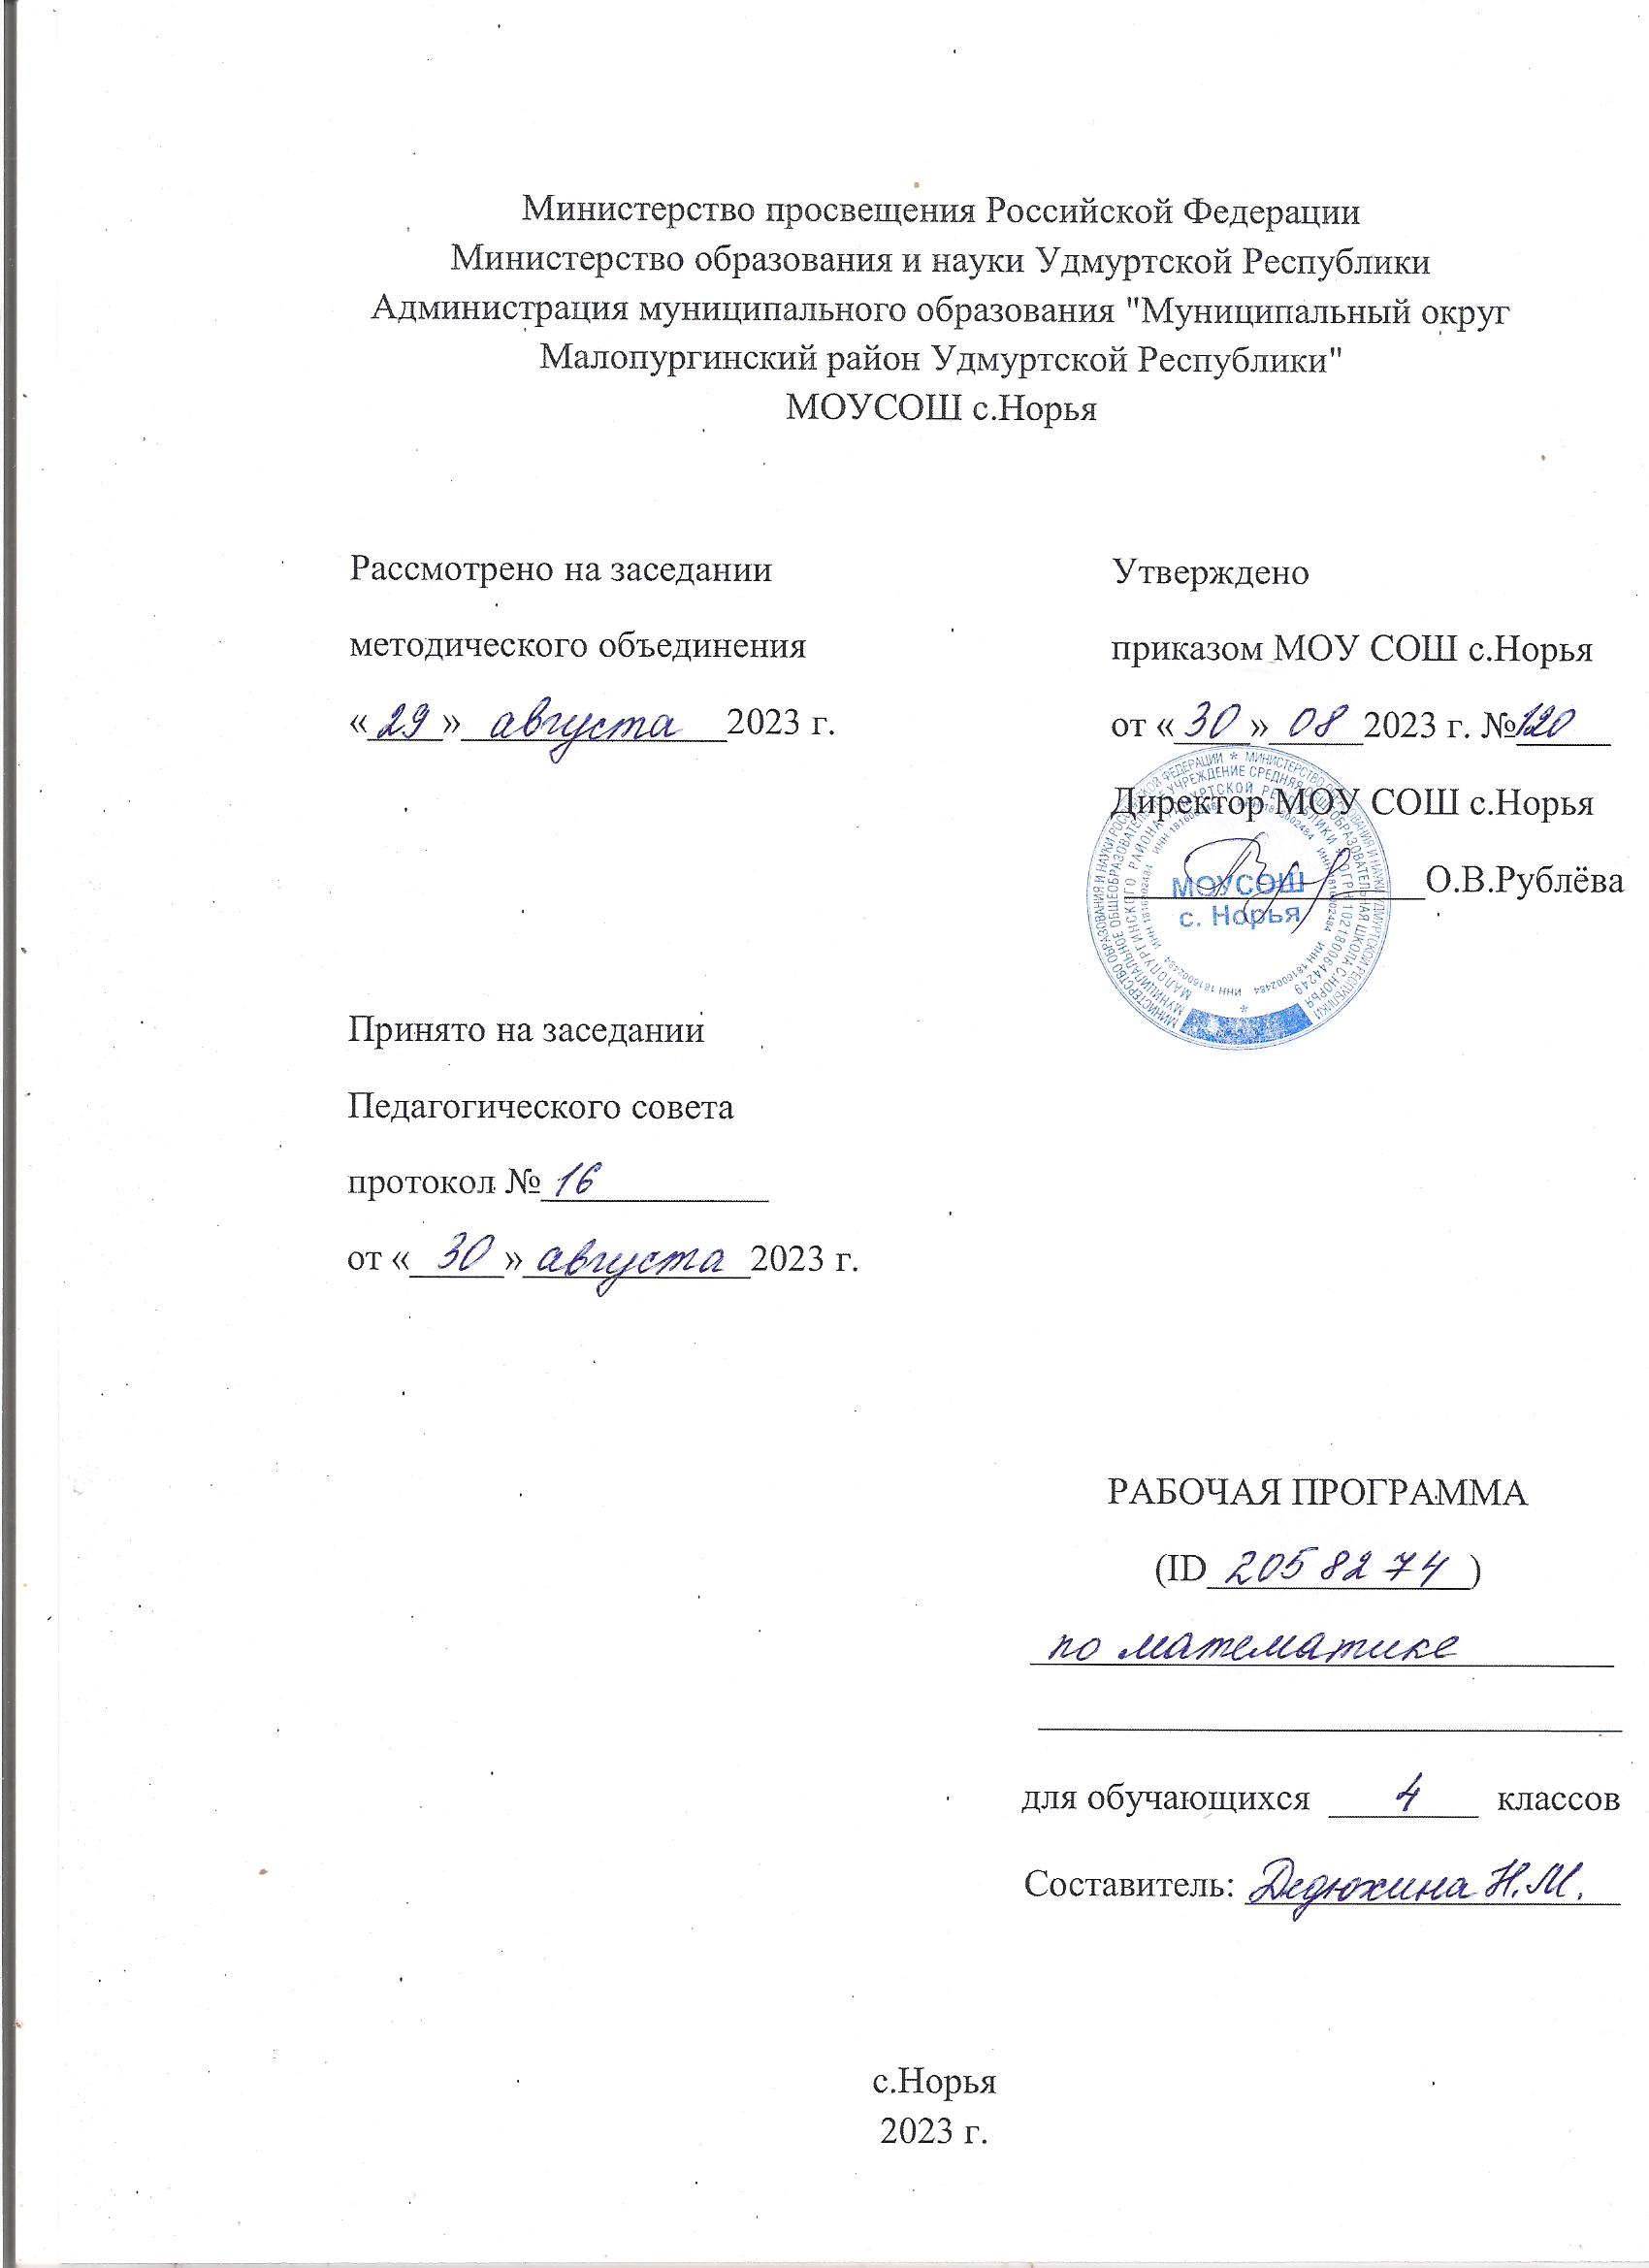 Министерство просвещения Российской Федерации
Министерство образования и науки Удмуртской Республики
Администрация муниципального образования "Муниципальный округ
Малопургинский район Удмуртской Республики"
МОУСОШ с.Норья
Рассмотрено на заседании
методического объединения
«29» августа 2023 г.
Утверждено
приказом МОУ СОШ с.Норья
от «30» 08 2023 г. №120
Директор МОУ СОШ с.Норья
О.В.Рублёва
МОУСОШ
с. Норья
Принято на заседании
Педагогического совета
протокол № 16
от « 30 » августа 2023 г.
РАБОЧАЯ ПРОГРАММА
(ID 2058274 )
по математике
для обучающихся 4 классов
Составитель: Дедюхина Н.М.
с.Норья
2023 г.